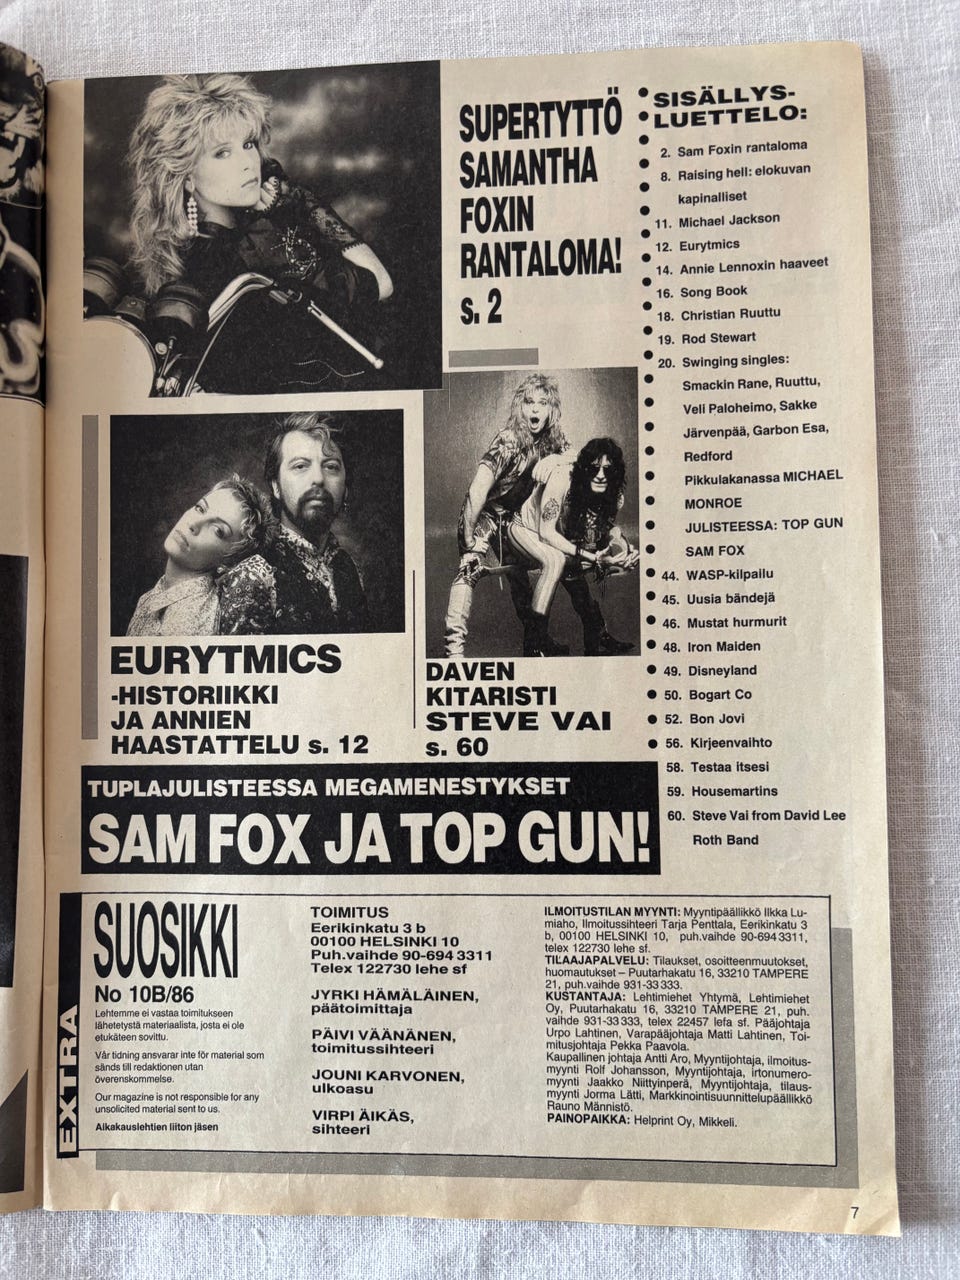 SUPERTYTTÖ
SAMANTHA
FOXIN
RANTALOMA!
s. 2
SISÄLLYS-
LUETTELO:
2. Sam Foxin rantaloma
8. Raising hell: elokuvan
kapinalliset
11. Michael Jackson
12. Eurytmics
14. Annie Lennoxin haaveet
16. Song Book
18. Christian Ruuttu
19. Rod Stewart
20. Swinging singles:
Smackin Rane, Ruuttu,
Veli Paloheimo, Sakke
Järvenpää, Garbon Esa,
Redford
Pikkulakanassa MICHAEL
MONROE
JULISTEESSA: TOP GUN
SAM FOX
44. WASP-kilpailu
45. Uusia bändejä
46. Mustat hurmurit
48. Iron Maiden
49. Disneyland
50. Bogart Co
52. Bon Jovi
56. Kirjeenvaihto
58. Testaa itsesi
59. Housemartins
60. Steve Vai from David Lee
Roth Band
EURYTMICS
-HISTORIIKKI
JA ANNIEN
HAASTATTELU s. 12
DAVEN
KITARISTI
STEVE VAI
s. 60
TUPLAJULISTEESSA MEGAMENESTYKSET
SAM FOX JA TOP GUN!
EXTRA
SUOSIKKI
No 10B/86
Lehtemme ei vastaa toimitukseen
lähetetystä materiaalista, josta ei ole
etukäteen sovittu.
Vår tidning ansvarar inte för material som
sänds till redaktionen utan
överenskommelse.
Our magazine is not responsible for any
unsolicited material sent to us.
Aikakauslehtien liiton jäsen
TOIMITUS
Eerikinkatu 3 b
00100 HELSINKI 10
Puh.vaihde 90-694 3311
Telex 122730 lehe sf
JYRKI HÄMÄLÄINEN,
päätoimittaja
PÄIVI VÄÄNÄNEN,
toimitussihteeri
JOUNI KARVONEN,
ulkoasu
VIRPI ÄIKÄS,
sihteeri
ILMOITUSTILAN MYYNTI: Myyntipäällikkö Ilkka Lu-
miaho, Ilmoitussihteeri Tarja Penttala, Eerikinkatu 3
b, 00100 HELSINKI 10, puh.vaihde 90-694 3311,
telex 122730 lehe sf.
TILAAJAPALVELU: Tilaukset, osoitteenmuutokset,
huomautukset – Puutarhakatu 16, 33210 TAMPERE
21, puh.vaihde 931-33 333.
KUSTANTAJA: Lehtimiehet Yhtymä, Lehtimiehet
Oy, Puutarhakatu 16, 33210 TAMPERE 21, puh.
vaihde 931-33 333, telex 22457 lefa sf. Pääjohtaja
Urpo Lahtinen, Varapääjohtaja Matti Lahtinen, Toi-
mitusjohtaja Pekka Paavola.
Kaupallinen johtaja Antti Aro, Myyntijohtaja, ilmoitus-
myynti Rolf Johansson, Myyntijohtaja, irtonumero-
myynti Jaakko Niittyinperä, Myyntijohtaja, tilaus-
myynti Jorma Lätti, Markkinointisuunnittelupäällikkö
Rauno Männistö.
PAINOPAIKKA: Helprint Oy, Mikkeli.
7